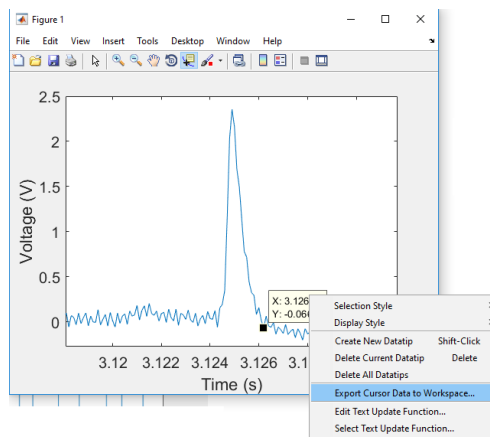 Figure 1
File Edit View Insert Tools Desktop Window Help
2.5
2
1.5
1
0.5
0
Voltage (V)
X: 3.126
Y: -0.066
3.12 3.122 3.124 3.126 3.1
Time (s)
Selection Style
Display Style
Create New Datatip Shift-Click
Delete Current Datatip Delete
Delete All Datatips
Export Cursor Data to Workspace...
Edit Text Update Function...
Select Text Update Function...